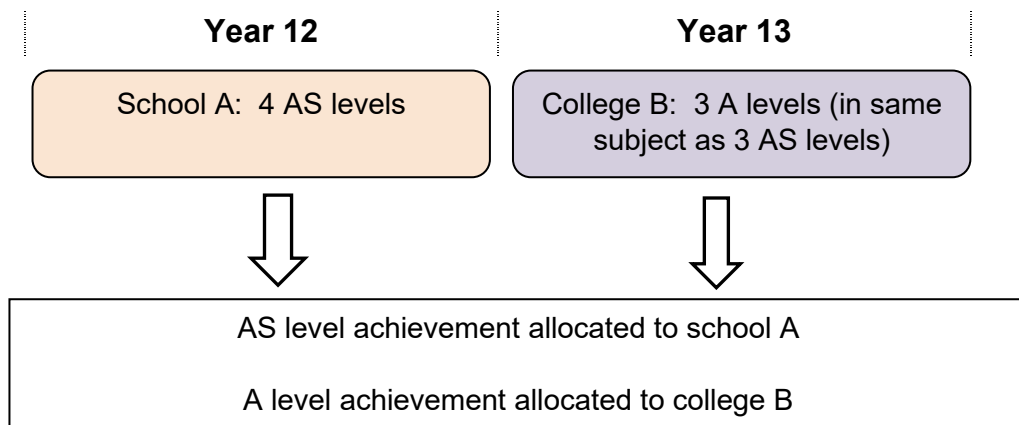 Year 12
Year 13
School A:  4 AS levels
College B:  3 A levels (in same
subject as 3 AS levels)
AS level achievement allocated to school A
A level achievement allocated to college B